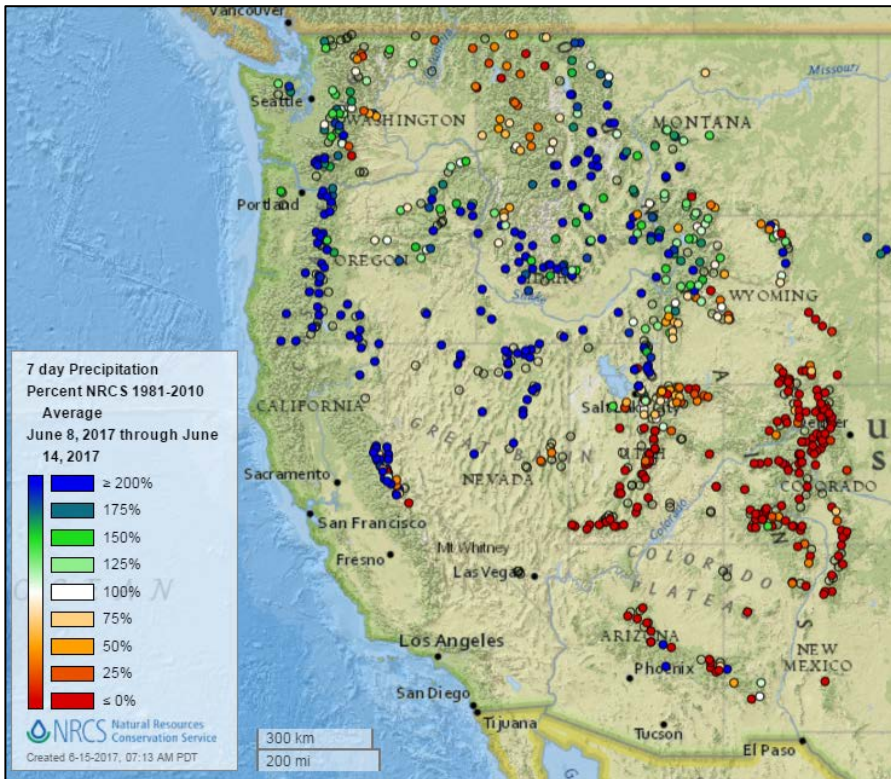 Vancouver
Seattle
WASHINGTON
MONTANA
Missouri
Portland
OREGON
IDAHO
Snake
WYOMING
CALIFORNIA
GREAT
BASIN
Salt Lake City
UTAH
Denver
COLORADO
NEVADA
Sacramento
San Francisco
Fresno
Mt Whitney
Las Vegas
Colorado
COLORADO
PLATEAU
ARIZONA
Phoenix
NEW
MEXICO
Los Angeles
San Diego
Tijuana
Tucson
El Paso
7 day Precipitation
Percent NRCS 1981-2010
Average
June 8, 2017 through June
14, 2017
≥ 200%
175%
150%
125%
100%
75%
50%
25%
≤ 0%
NRCS Natural Resources
Conservation Service
Created 6-15-2017, 07:13 AM PDT
300 km
200 mi